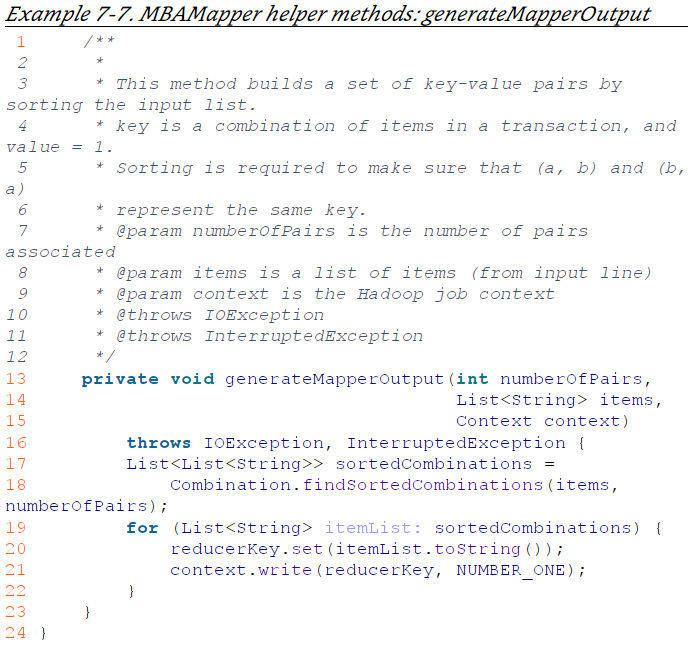 Example 7-7. MBAMapper helper methods: generateMapperOutput
1 /**
2 *
3 * This method builds a set of key-value pairs by
sorting the input list.
4 * key is a combination of items in a transaction, and
value = 1.
5 * Sorting is required to make sure that (a, b) and (b,
a)
6 * represent the same key.
7 * @param numberOfPairs is the number of pairs
associated
8 * @param items is a list of items (from input line)
9 * @param context is the Hadoop job context
10 * @throws IOException
11 * @throws InterruptedException
12 */
13 private void generateMapperOutput(int numberOfPairs,
14 List<String> items,
15 Context context)
16 throws IOException, InterruptedException {
17 List<List<String>> sortedCombinations =
18 Combination.findSortedCombinations(items,
numberOfPairs);
19 for (List<String> itemList: sortedCombinations) {
20 reducerKey.set(itemList.toString());
21 context.write(reducerKey, NUMBER_ONE);
22 }
23 }
24 }